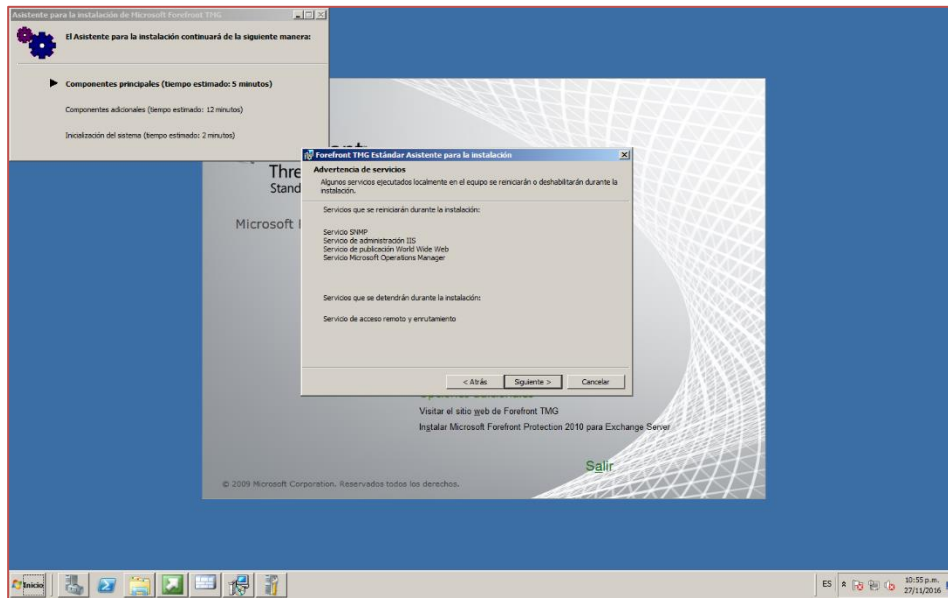 Asistente para la instalación de Microsoft Forefront TMG
El Asistente para la instalación continuará de la siguiente manera:
Componentes principales (tiempo estimado: 5 minutos)
Componentes adicionales (tiempo estimado: 12 minutos)
Inicialización del sistema (tiempo estimado: 2 minutos)
Thre
Stand
Microsoft
Forefront TMG Estándar Asistente para la instalación
Advertencia de servicios
Algunos servicios ejecutados localmente en el equipo se reiniciarán o deshabilitarán durante la
instalación.
Servicios que se reiniciarán durante la instalación:
Servicio SNMP
Servicio de administración IIS
Servicio de publicación World Wide Web
Servicio Microsoft Operations Manager
Servicios que se detendrán durante la instalación:
Servicio de acceso remoto y enrutamiento
< Atrás
Siguiente >
Cancelar
Visitar el sitio web de Forefront TMG
Instalar Microsoft Forefront Protection 2010 para Exchange Server
Salir
© 2009 Microsoft Corporation. Reservados todos los derechos.
Inicio
ES
10:55 p.m.
27/11/2016